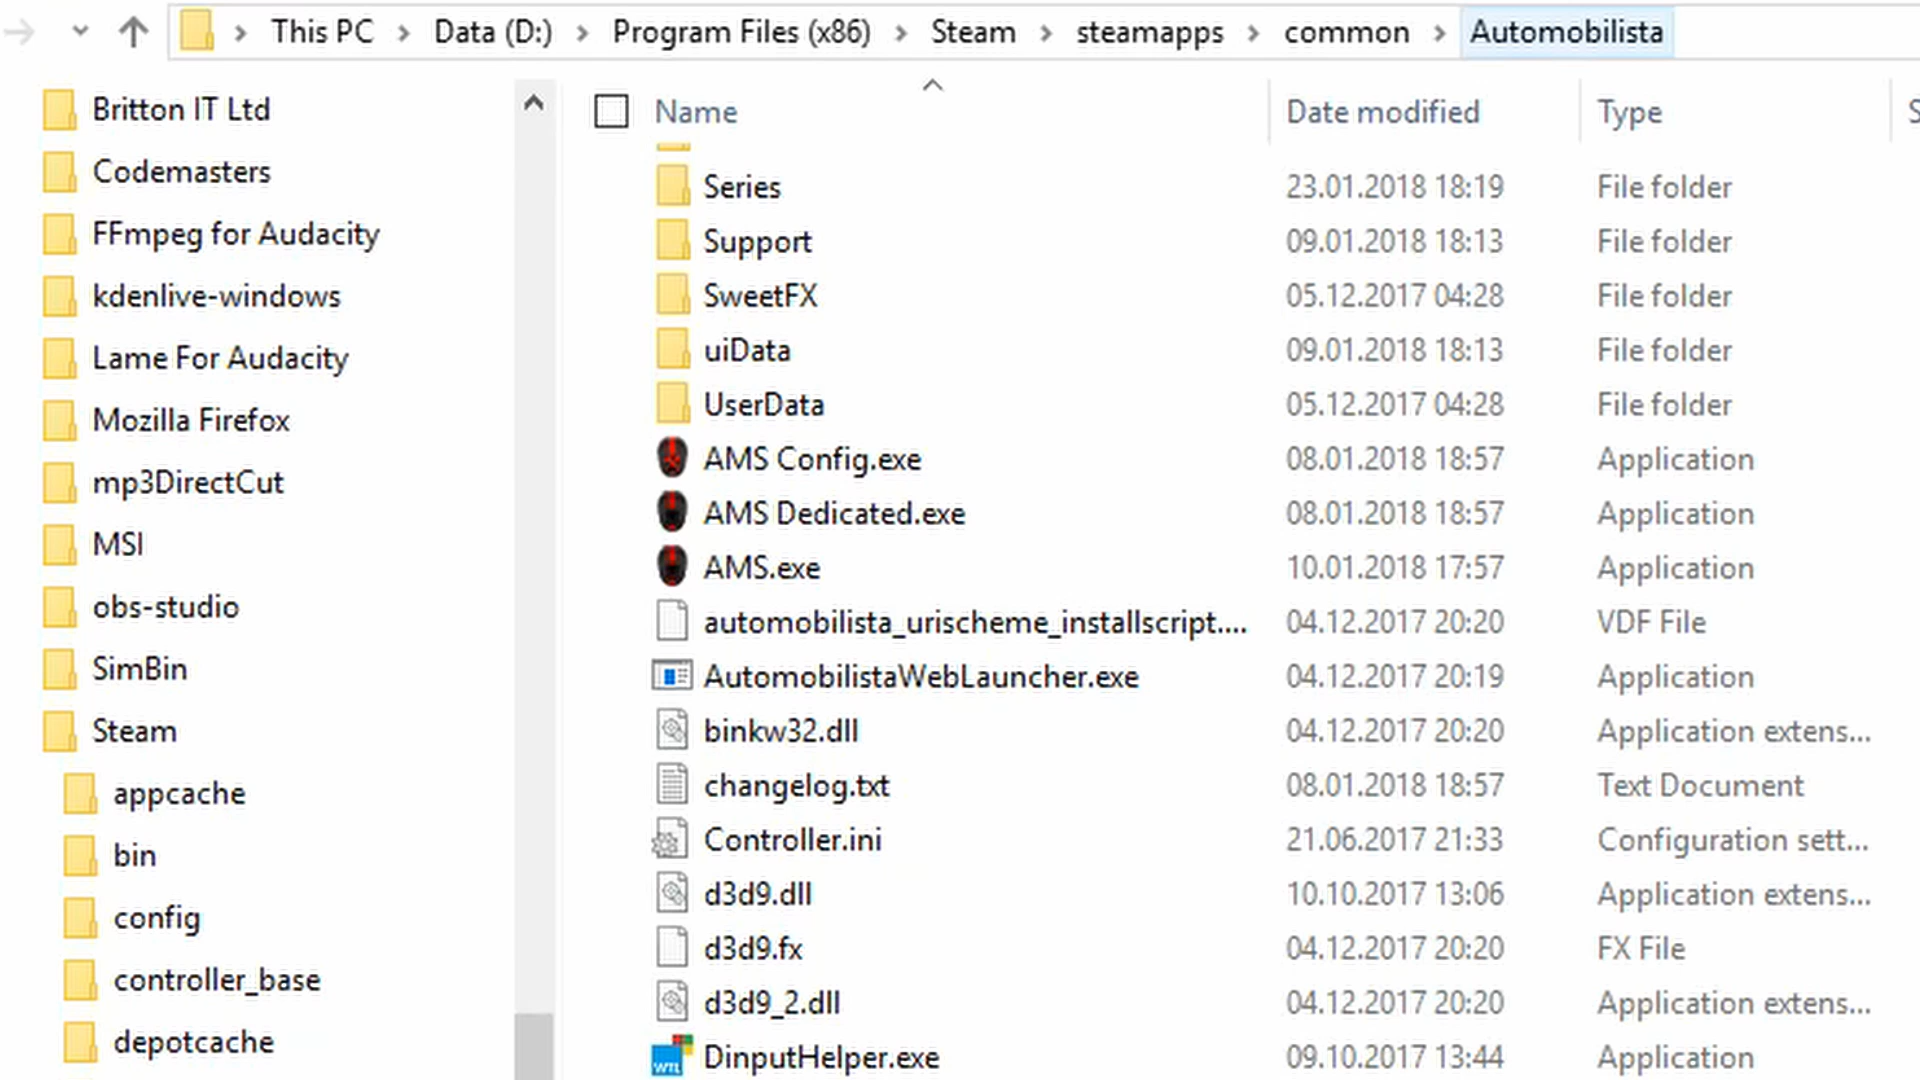 This PC > Data (D:) > Program Files (x86) > Steam > steamapps > common > Automobilista
Britton IT Ltd
Codemasters
FFmpeg for Audacity
kdenlive-windows
Lame For Audacity
Mozilla Firefox
mp3DirectCut
MSI
obs-studio
SimBin
Steam
appcache
bin
config
controller_base
depotcache
Name Date modified Type S
Series 23.01.2018 18:19 File folder
Support 09.01.2018 18:13 File folder
SweetFX 05.12.2017 04:28 File folder
uiData 09.01.2018 18:13 File folder
UserData 05.12.2017 04:28 File folder
AMS Config.exe 08.01.2018 18:57 Application
AMS Dedicated.exe 08.01.2018 18:57 Application
AMS.exe 10.01.2018 17:57 Application
automobilista_urischeme_installscript.... 04.12.2017 20:20 VDF File
AutomobilistaWebLauncher.exe 04.12.2017 20:19 Application
binkw32.dll 04.12.2017 20:20 Application extens...
changelog.txt 08.01.2018 18:57 Text Document
Controller.ini 21.06.2017 21:33 Configuration sett...
d3d9.dll 10.10.2017 13:06 Application extens...
d3d9.fx 04.12.2017 20:20 FX File
d3d9_2.dll 04.12.2017 20:20 Application extens...
DinputHelper.exe 09.10.2017 13:44 Application